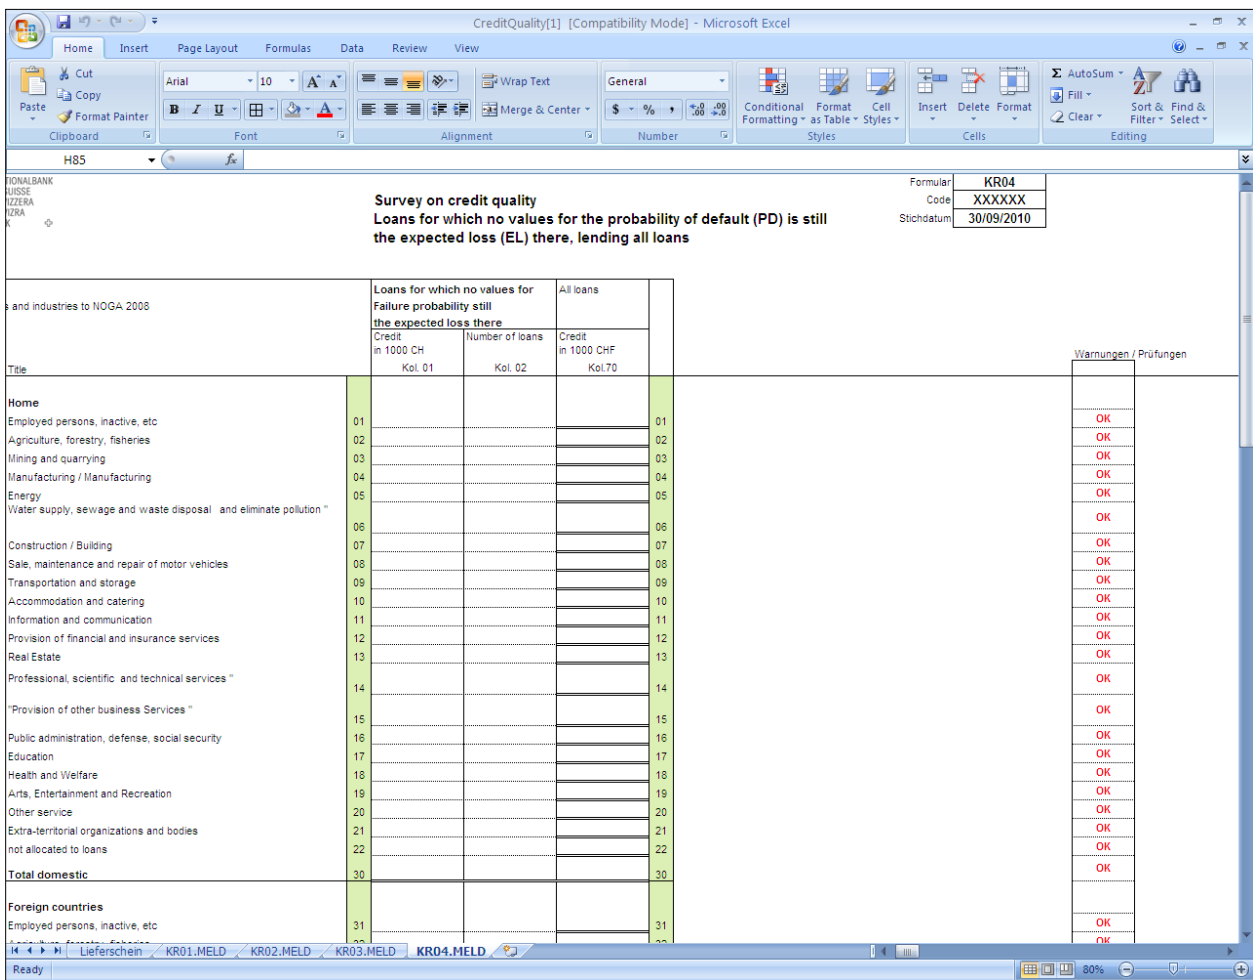 CreditQuality[1] [Compatibility Mode] - Microsoft Excel
Home Insert Page Layout Formulas Data Review View
Paste
Cut
Copy
Format Painter
Clipboard
Arial 10
B I U
Font
Wrap Text
Merge & Center
Alignment
General
$ % ,
Number
Conditional Formatting
Format as Table
Cell Styles
Styles
Insert Delete Format
Cells
Σ AutoSum
Fill
Clear
Sort & Filter
Find & Select
Editing
H85 fx
TIONALBANK
UISSE
VIZZERA
IZRA
K
Survey on credit quality
Loans for which no values for the probability of default (PD) is still
the expected loss (EL) there, lending all loans
Formular KR04
Code XXXXXX
Stichdatum 30/09/2010
s and industries to NOGA 2008
Loans for which no values for
Failure probability still
the expected loss there
All loans
Credit
in 1000 CH
Number of loans
Credit
in 1000 CHF
Title Kol. 01 Kol. 02 Kol.70
Warnungen / Prüfungen
Home
Employed persons, inactive, etc 01 01 OK
Agriculture, forestry, fisheries 02 02 OK
Mining and quarrying 03 03 OK
Manufacturing / Manufacturing 04 04 OK
Energy 05 05 OK
Water supply, sewage and waste disposal and eliminate pollution " 06 06 OK
Construction / Building 07 07 OK
Sale, maintenance and repair of motor vehicles 08 08 OK
Transportation and storage 09 09 OK
Accommodation and catering 10 10 OK
Information and communication 11 11 OK
Provision of financial and insurance services 12 12 OK
Real Estate 13 13 OK
Professional, scientific and technical services " 14 14 OK
"Provision of other business Services " 15 15 OK
Public administration, defense, social security 16 16 OK
Education 17 17 OK
Health and Welfare 18 18 OK
Arts, Entertainment and Recreation 19 19 OK
Other service 20 20 OK
Extra-territorial organizations and bodies 21 21 OK
not allocated to loans 22 22 OK
Total domestic 30 30 OK
Foreign countries
Employed persons, inactive, etc 31 31 OK
Lieferschein KR01.MELD KR02.MELD KR03.MELD KR04.MELD
Ready 80%